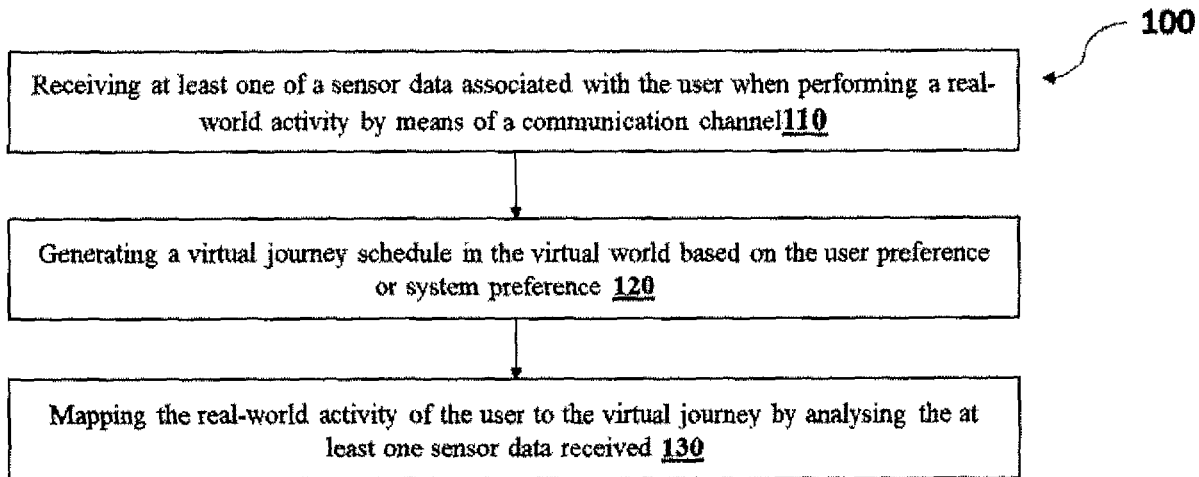 100
Receiving at least one of a sensor data associated with the user when performing a real-
world activity by means of a communication channel110
Generating a virtual journey schedule in the virtual world based on the user preference
or system preference 120
Mapping the real-world activity of the user to the virtual journey by analysing the at
least one sensor data received 130